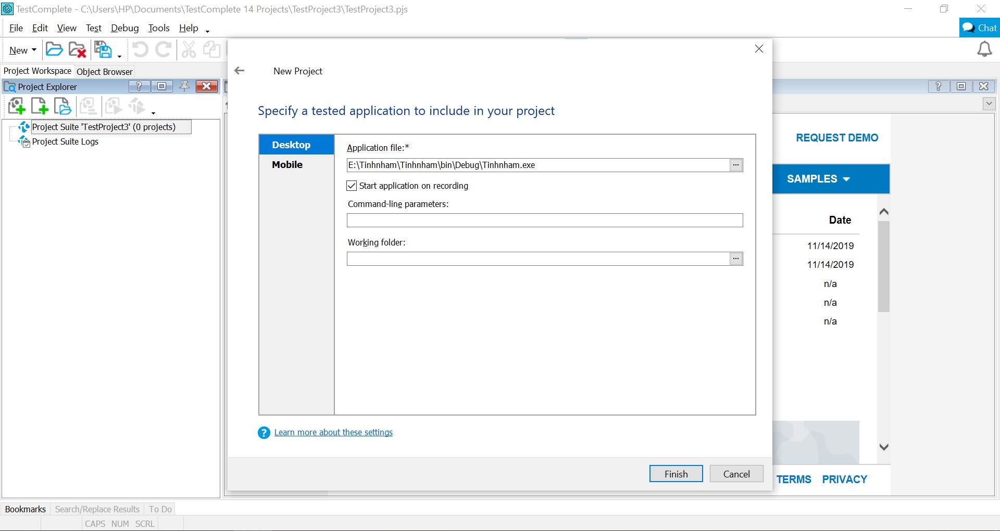 TestComplete - C:\Users\HP\Documents\TestComplete 14 Projects\TestProject3\TestProject3.pjs
File Edit View Test Debug Tools Help
Chat
New
Project Workspace Object Browser
Project Explorer
Project Suite 'TestProject3' (0 projects)
Project Suite Logs
New Project
Specify a tested application to include in your project
Desktop
Mobile
Application file:*
E:\Tinhnham\Tinhnham\bin\Debug\Tinhnham.exe
...
Start application on recording
Command-line parameters:
Working folder:
...
? Learn more about these settings
Finish Cancel
REQUEST DEMO
SAMPLES
Date
11/14/2019
11/14/2019
n/a
n/a
n/a
TERMS PRIVACY
Bookmarks Search/Replace Results To Do
CAPS NUM SCRL